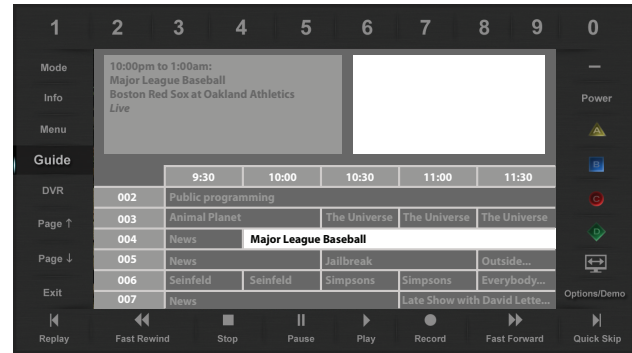 1 2 3 4 5 6 7 8 9 0
Mode
Info
Menu
Guide
DVR
Page ↑
Page ↓
Exit
10:00pm to 1:00am:
Major League Baseball
Boston Red Sox at Oakland Athletics
Live
9:30 10:00 10:30 11:00 11:30
002 Public programming
003 Animal Planet The Universe The Universe The Universe
004 News Major League Baseball
005 News Jailbreak Outside...
006 Seinfeld Seinfeld Simpsons Simpsons Everybody...
007 News Late Show with David Lette...
–
Power
A
B
C
D
Options/Demo
Replay Fast Rewind Stop Pause Play Record Fast Forward Quick Skip